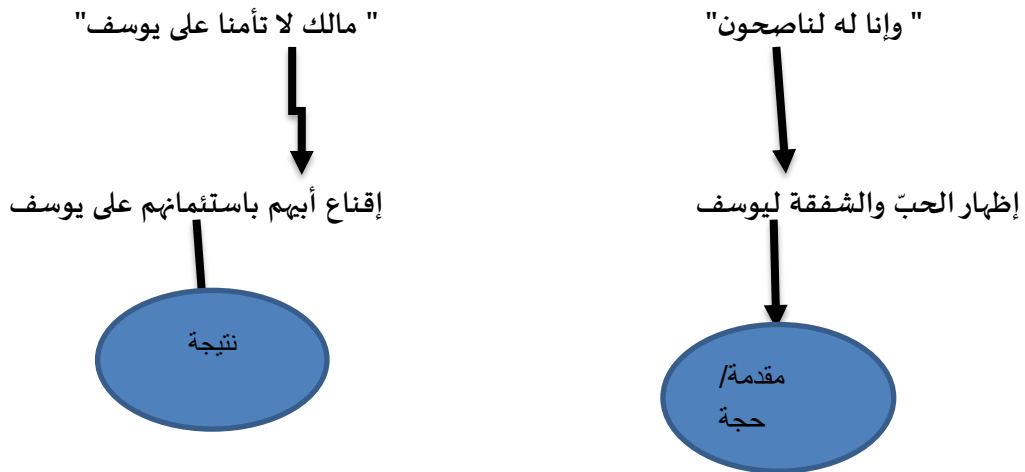 " وإنا له لناصحون"
" مالك لا تأمنا على يوسف"
إظهار الحبّ والشفقة ليوسف
إقناع أبيهم باستئمانهم على يوسف
مقدمة/
حجة
نتيجة